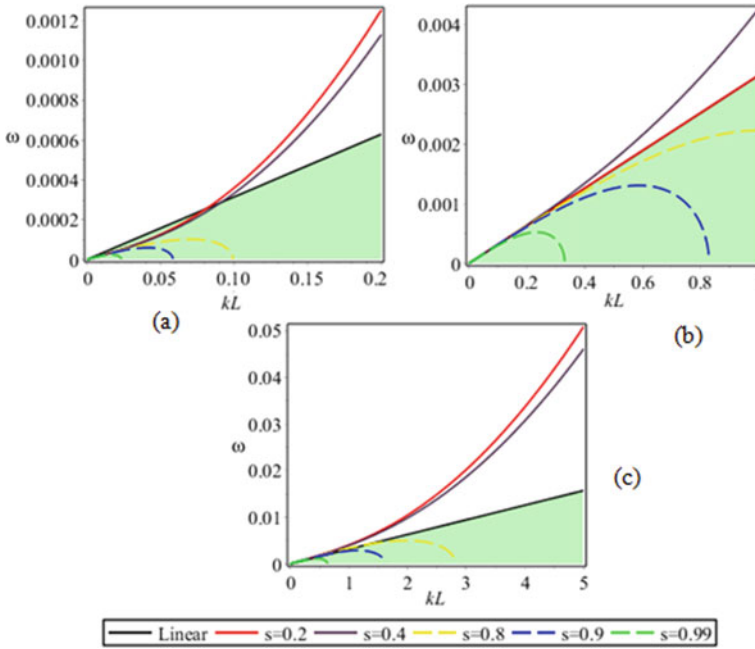 0.0012
0.0010
0.0008
ω
0.0006
0.0004
0.0002
0
0 0.05 0.10 0.15 0.2
kL
(a)
0.004
0.003
ω
0.002
0.001
0
0 0.2 0.4 0.6 0.8
kL
(b)
0.05
0.04
ω
0.03
0.02
0.01
0
0 1 2 3 4 5
kL
(c)
Linear s=0.2 s=0.4 s=0.8 s=0.9 s=0.99